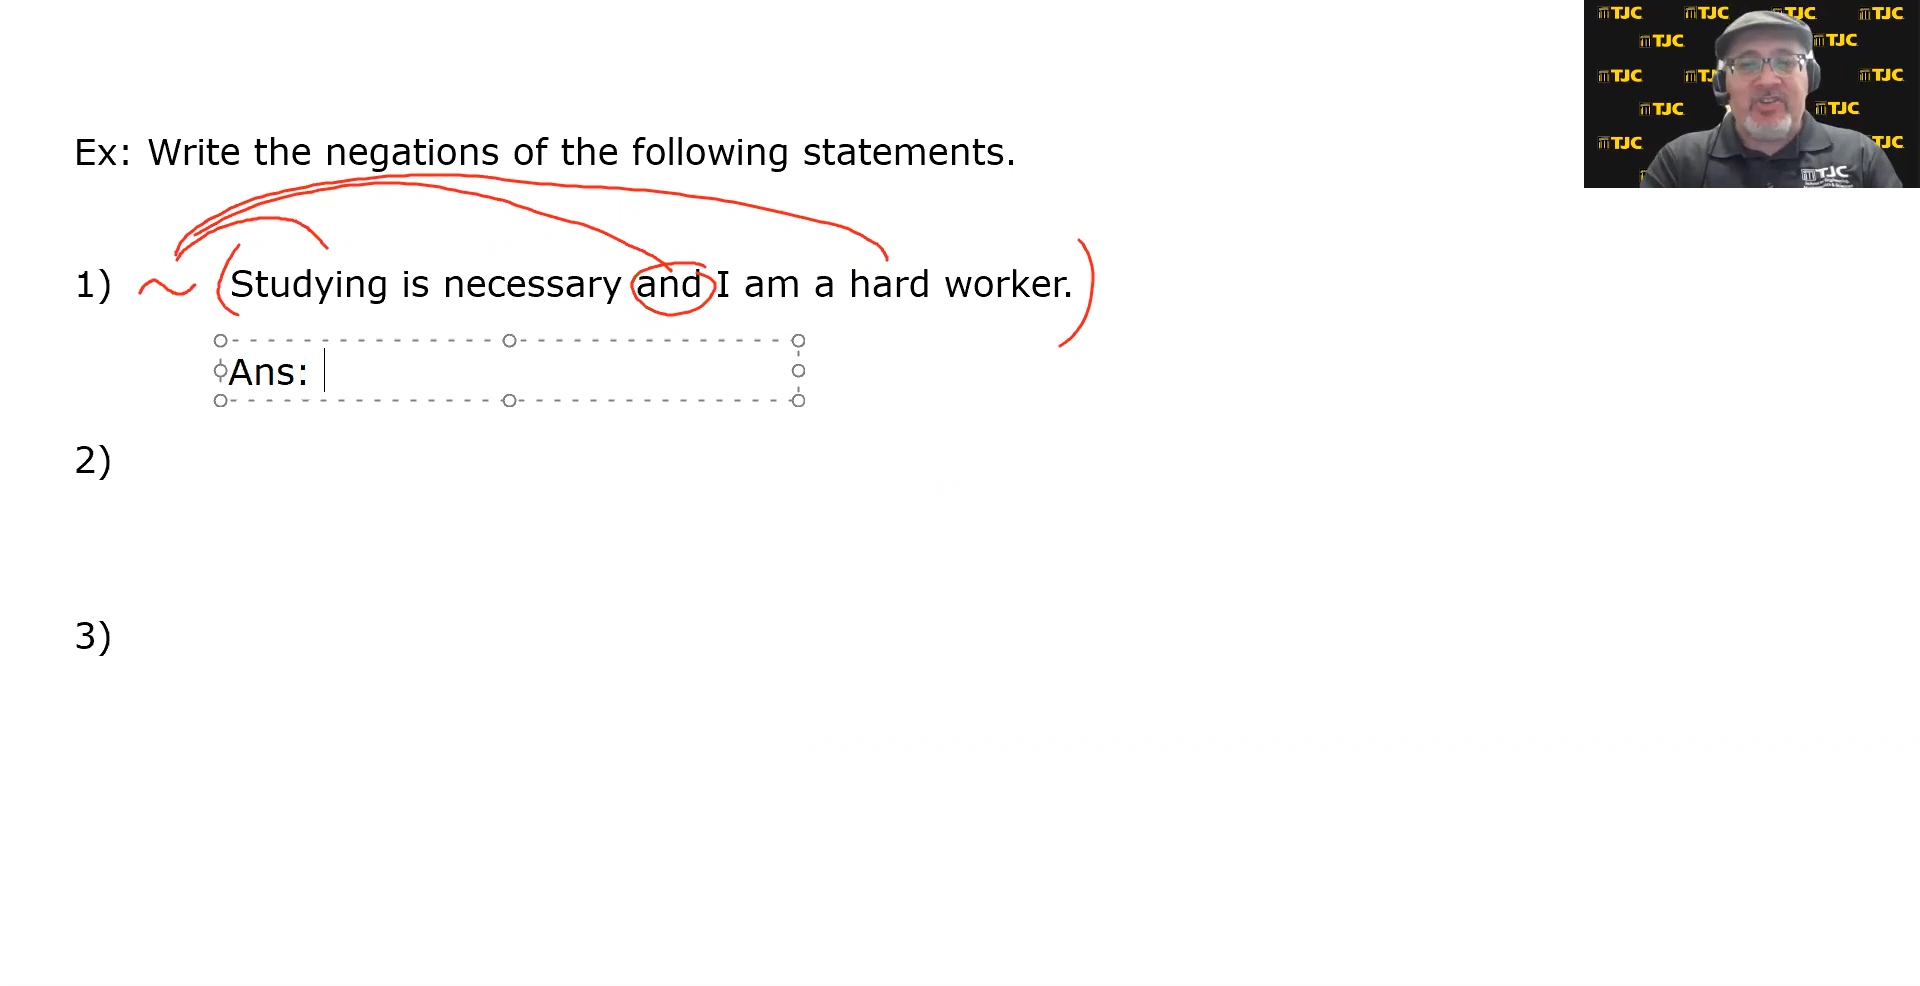 Ex: Write the negations of the following statements.
1) ~ (Studying is necessary and I am a hard worker.)
Ans:
2)
3)
TJC TJC TJC TJC
TJC TJC
TJC TJ TJC
TJC TJC
TJC TJC
TJC